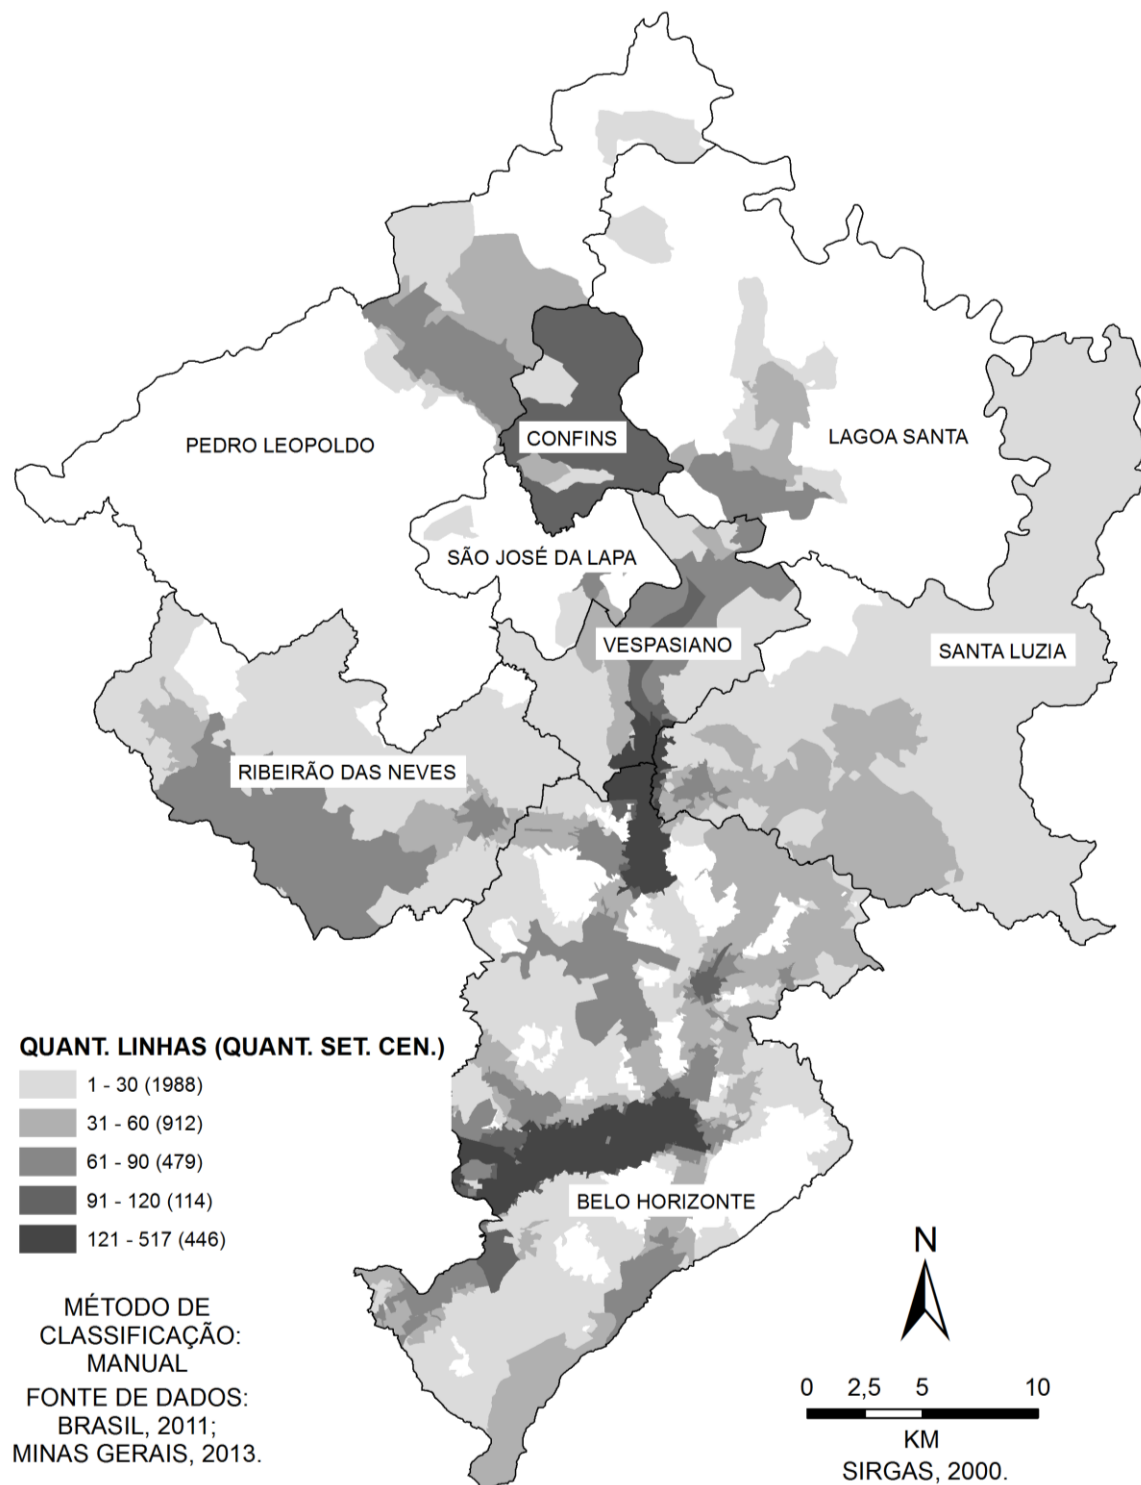 PEDRO LEOPOLDO
CONFINS
LAGOA SANTA
SÃO JOSÉ DA LAPA
VESPASIANO
SANTA LUZIA
RIBEIRÃO DAS NEVES
BELO HORIZONTE
QUANT. LINHAS (QUANT. SET. CEN.)
1 - 30 (1988)
31 - 60 (912)
61 - 90 (479)
91 - 120 (114)
121 - 517 (446)
MÉTODO DE
CLASSIFICAÇÃO:
MANUAL
FONTE DE DADOS:
BRASIL, 2011;
MINAS GERAIS, 2013.
N
0 2,5 5 10
KM
SIRGAS, 2000.